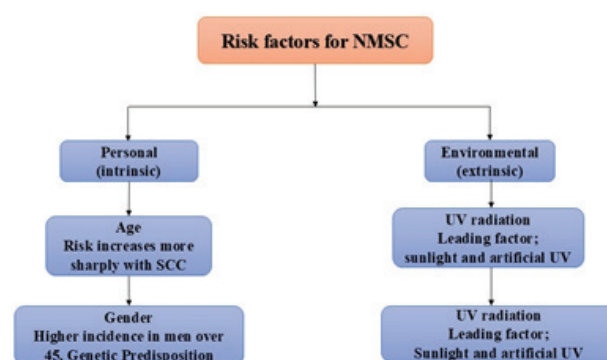 Risk factors for NMSC
Personal
(intrinsic)
Environmental
(extrinsic)
Age
Risk increases more
sharply with SCC
UV radiation
Leading factor;
sunlight and artificial UV
Gender
Higher incidence in men over
45, Genetic Predisposition
UV radiation
Leading factor;
Sunlight and artificial UV